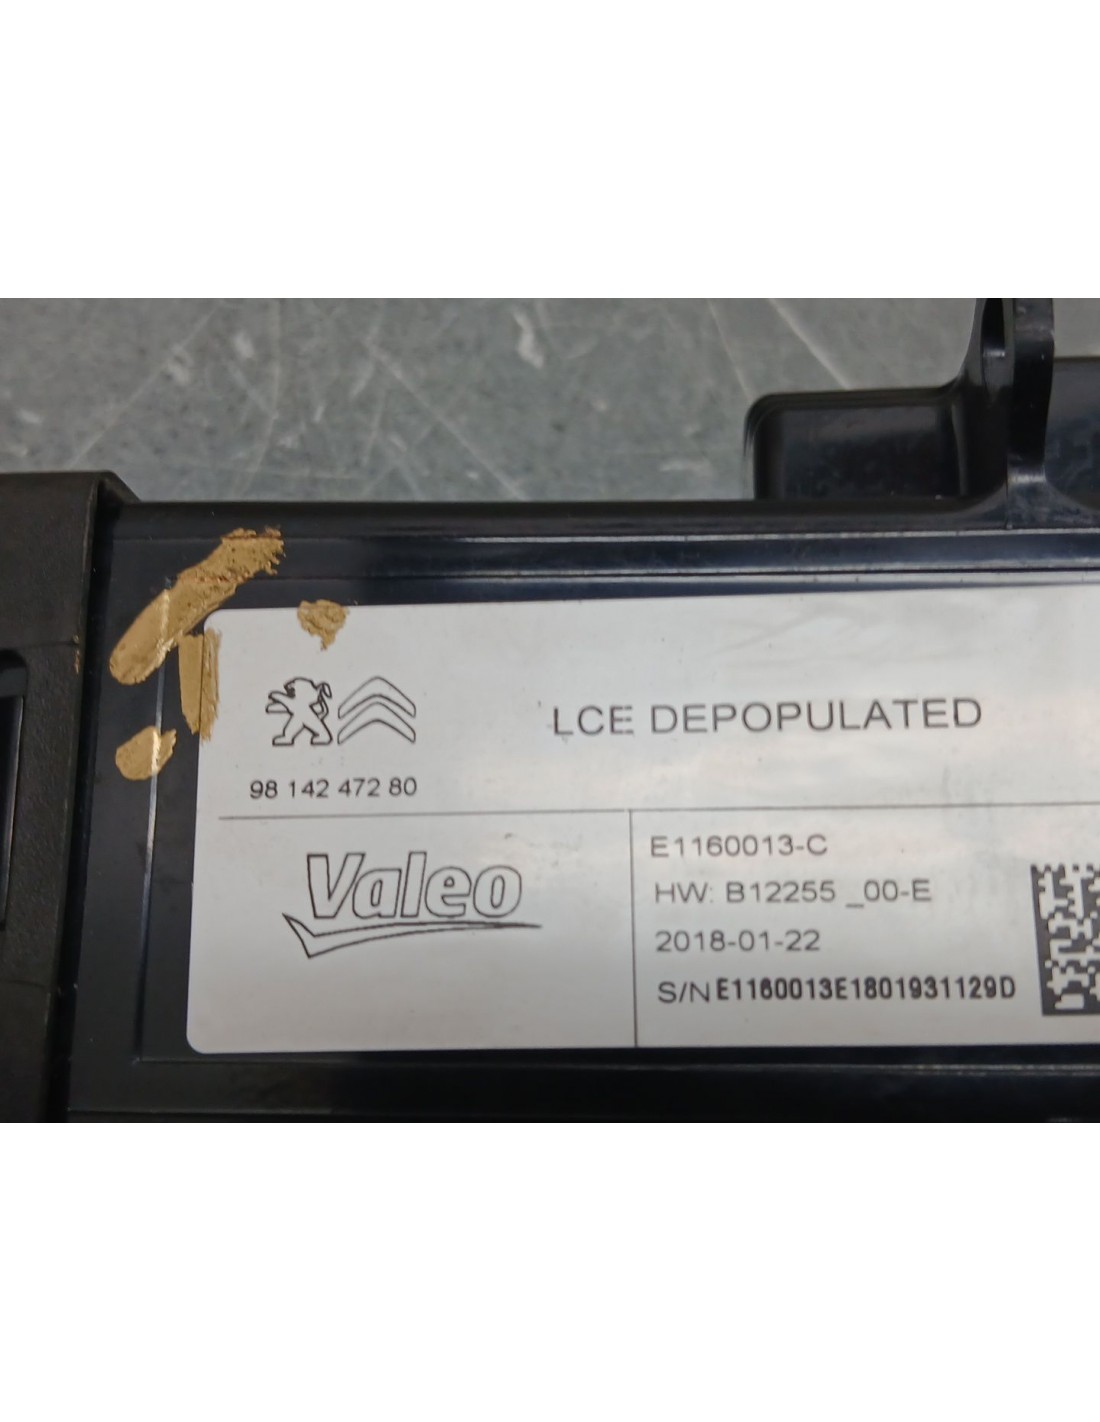 LCE DEPOPULATED
98 142 472 80
Valeo
E1160013-C
HW: B12255 _00-E
2018-01-22
S/N E1160013E1801931129D